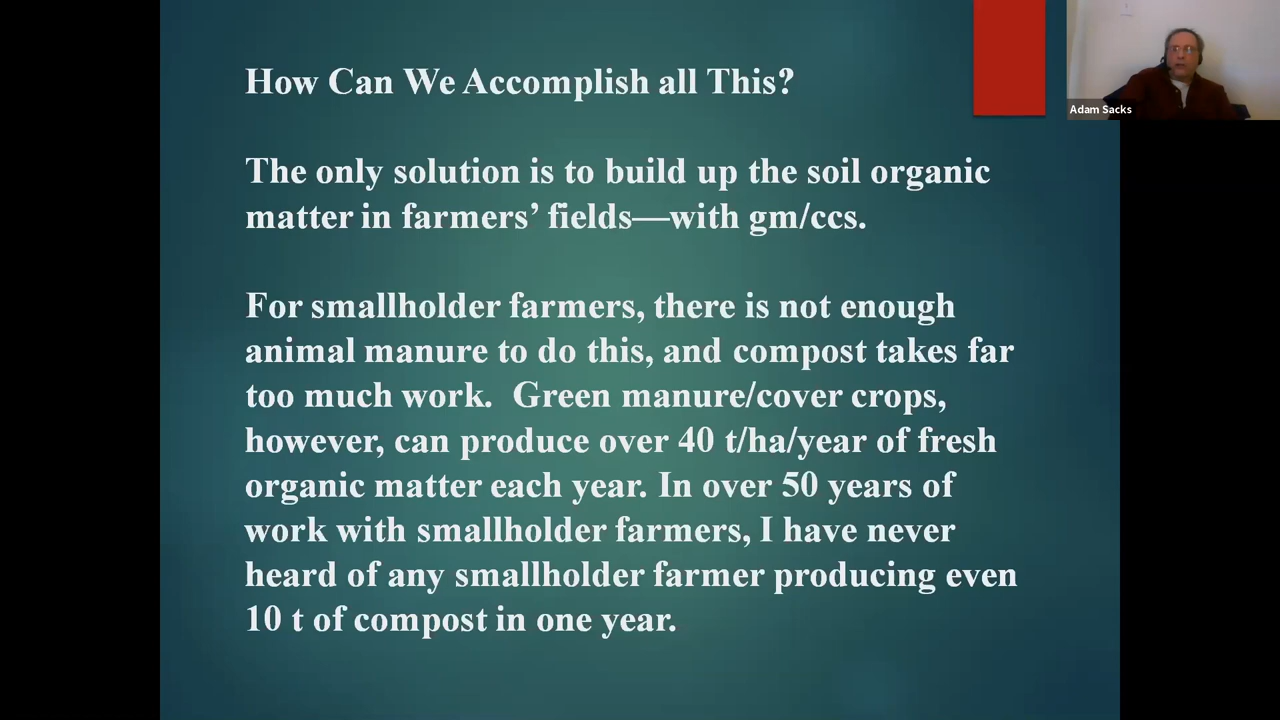 How Can We Accomplish all This?
The only solution is to build up the soil organic
matter in farmers’ fields—with gm/ccs.
For smallholder farmers, there is not enough
animal manure to do this, and compost takes far
too much work.  Green manure/cover crops,
however, can produce over 40 t/ha/year of fresh
organic matter each year. In over 50 years of
work with smallholder farmers, I have never
heard of any smallholder farmer producing even
10 t of compost in one year.
Adam Sacks